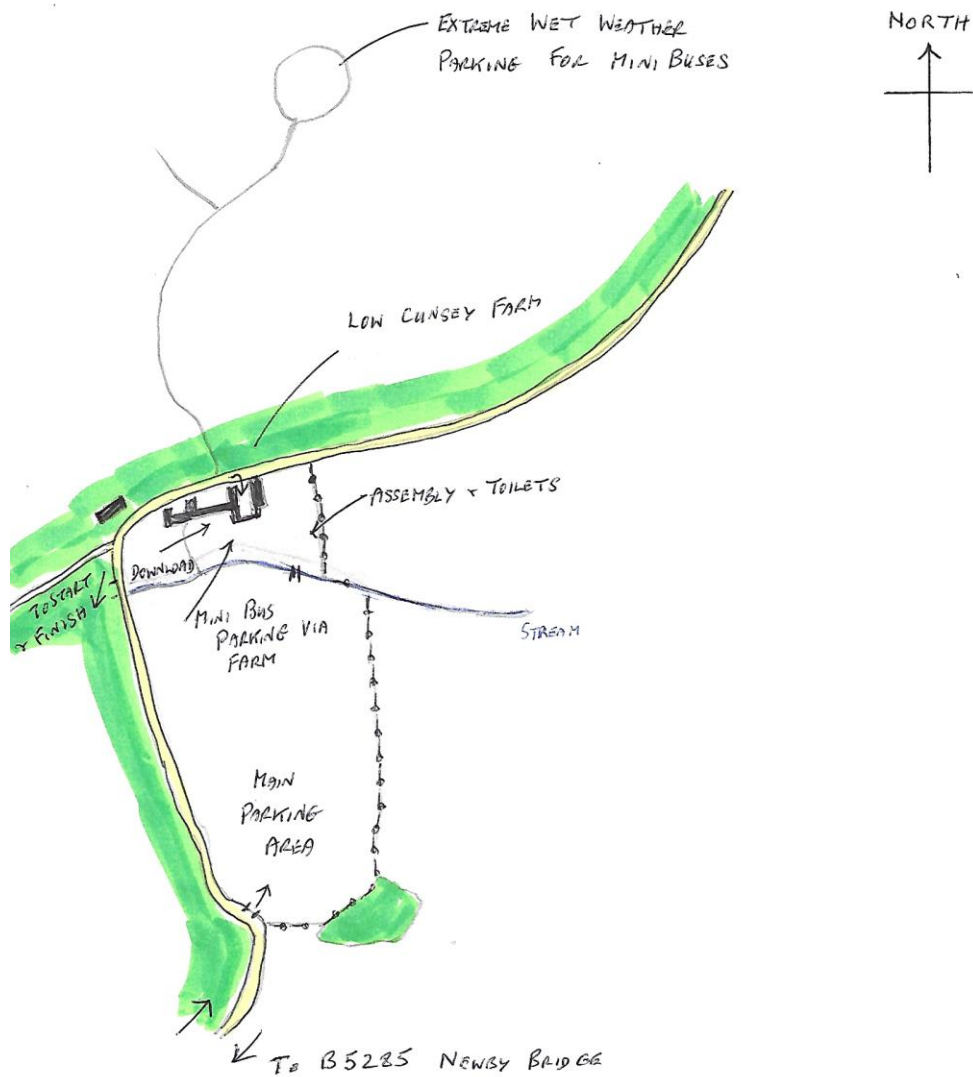 EXTREME WET WEATHER
PARKING FOR MINI BUSES
NORTH
LOW CUNSEY FARM
ASSEMBLY + TOILETS
DOWNLOAD
TO START
+ FINISH
MINI BUS
PARKING VIA
FARM
STREAM
MAIN
PARKING
AREA
To B5285 NEWBY BRIDGE